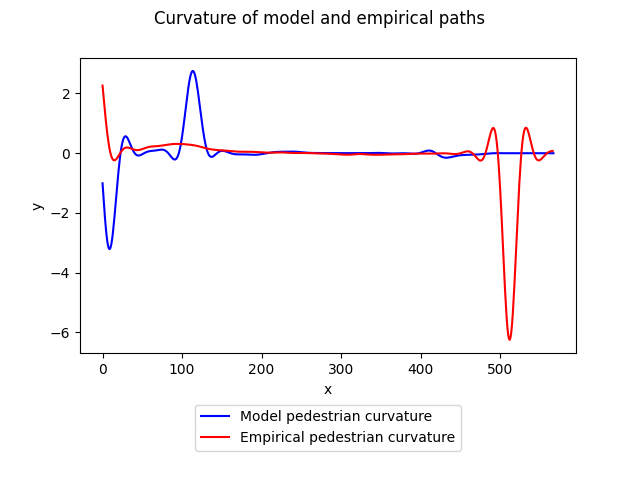 Curvature of model and empirical paths
2
0
−2
−4
−6
y
0 100 200 300 400 500
x
Model pedestrian curvature
Empirical pedestrian curvature